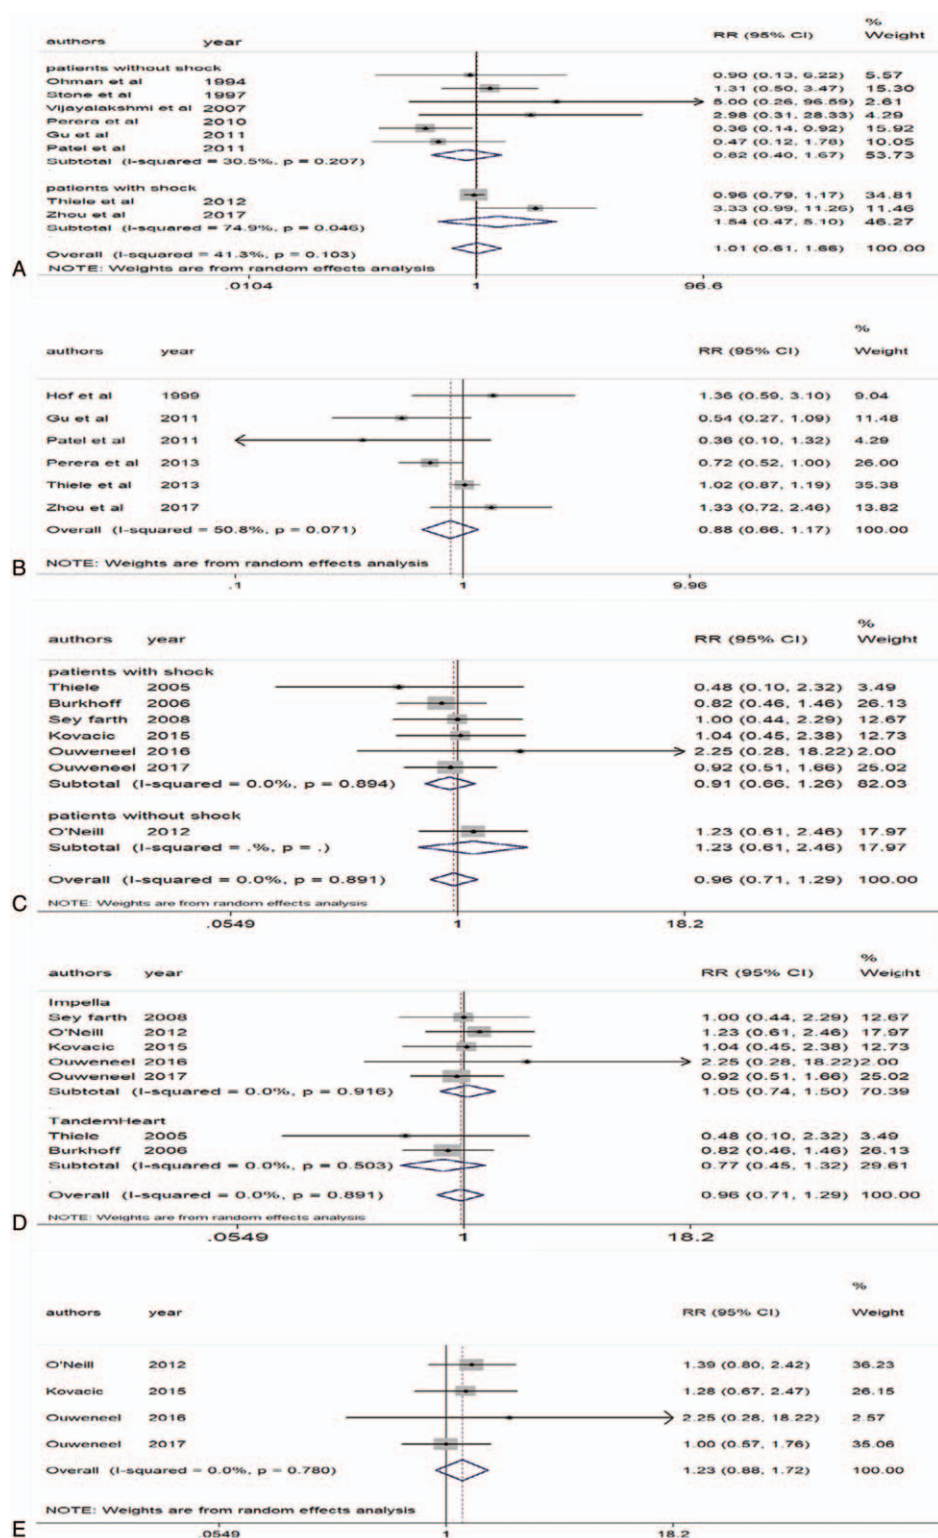 %
authors year RR (95% CI) Weight
patients without shock
Ohman et al 1994 0.90 (0.13, 6.22) 5.57
Stone et al 1997 1.31 (0.50, 3.47) 15.30
Vijayalakshmi et al 2007 5.00 (0.26, 96.59) 2.61
Perera et al 2010 2.98 (0.31, 28.33) 4.29
Gu et al 2011 0.36 (0.14, 0.92) 15.92
Patel et al 2011 0.47 (0.12, 1.78) 10.05
Subtotal (I-squared = 30.5%, p = 0.207) 0.82 (0.40, 1.67) 53.73
patients with shock
Thiele et al 2012 0.96 (0.79, 1.17) 34.81
Zhou et al 2017 3.33 (0.99, 11.26) 11.46
Subtotal (I-squared = 74.9%, p = 0.046) 1.54 (0.47, 5.10) 46.27
Overall (I-squared = 41.3%, p = 0.103) 1.01 (0.61, 1.66) 100.00
NOTE: Weights are from random effects analysis
A
.0104 1 96.6
%
authors year RR (95% CI) Weight
Hof et al 1999 1.36 (0.59, 3.10) 9.04
Gu et al 2011 0.54 (0.27, 1.09) 11.48
Patel et al 2011 0.36 (0.10, 1.32) 4.29
Perera et al 2013 0.72 (0.52, 1.00) 26.00
Thiele et al 2013 1.02 (0.87, 1.19) 35.38
Zhou et al 2017 1.33 (0.72, 2.46) 13.82
Overall (I-squared = 50.8%, p = 0.071) 0.88 (0.66, 1.17) 100.00
NOTE: Weights are from random effects analysis
B
.1 1 9.96
%
authors year RR (95% CI) Weight
patients with shock
Thiele 2005 0.48 (0.10, 2.32) 3.49
Burkhoff 2006 0.82 (0.46, 1.46) 26.13
Sey farth 2008 1.00 (0.44, 2.29) 12.67
Kovacic 2015 1.04 (0.45, 2.38) 12.73
Ouweneel 2016 2.25 (0.28, 18.22) 2.00
Ouweneel 2017 0.92 (0.51, 1.66) 25.02
Subtotal (I-squared = 0.0%, p = 0.894) 0.91 (0.66, 1.26) 82.03
patients without shock
O'Neill 2012 1.23 (0.61, 2.46) 17.97
Subtotal (I-squared = .%, p = .) 1.23 (0.61, 2.46) 17.97
Overall (I-squared = 0.0%, p = 0.891) 0.96 (0.71, 1.29) 100.00
NOTE: Weights are from random effects analysis
C
.0549 1 18.2
%
authors year RR (95% CI) Weight
Impella
Sey farth 2008 1.00 (0.44, 2.29) 12.67
O'Neill 2012 1.23 (0.61, 2.46) 17.97
Kovacic 2015 1.04 (0.45, 2.38) 12.73
Ouweneel 2016 2.25 (0.28, 18.22) 2.00
Ouweneel 2017 0.92 (0.51, 1.66) 25.02
Subtotal (I-squared = 0.0%, p = 0.916) 1.05 (0.74, 1.50) 70.39
TandemHeart
Thiele 2005 0.48 (0.10, 2.32) 3.49
Burkhoff 2006 0.82 (0.46, 1.46) 26.13
Subtotal (I-squared = 0.0%, p = 0.503) 0.77 (0.45, 1.32) 29.61
Overall (I-squared = 0.0%, p = 0.891) 0.96 (0.71, 1.29) 100.00
NOTE: Weights are from random effects analysis
D
.0549 1 18.2
%
authors year RR (95% CI) Weight
O'Neill 2012 1.39 (0.80, 2.42) 36.23
Kovacic 2015 1.28 (0.67, 2.47) 26.15
Ouweneel 2016 2.25 (0.28, 18.22) 2.57
Ouweneel 2017 1.00 (0.57, 1.76) 35.06
Overall (I-squared = 0.0%, p = 0.780) 1.23 (0.88, 1.72) 100.00
NOTE: Weights are from random effects analysis
E
.0549 1 18.2